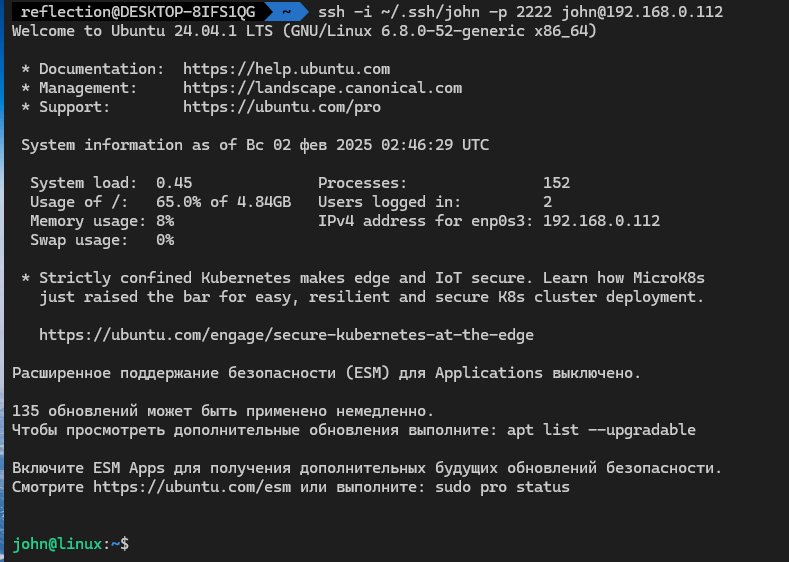 reflection@DESKTOP-8IFS1QG ~ ssh -i ~/.ssh/john -p 2222 john@192.168.0.112
Welcome to Ubuntu 24.04.1 LTS (GNU/Linux 6.8.0-52-generic x86_64)

 * Documentation:  https://help.ubuntu.com
 * Management:     https://landscape.canonical.com
 * Support:        https://ubuntu.com/pro

 System information as of Вс 02 фев 2025 02:46:29 UTC

  System load:  0.45              Processes:               152
  Usage of /:   65.0% of 4.84GB   Users logged in:         2
  Memory usage: 8%                IPv4 address for enp0s3: 192.168.0.112
  Swap usage:   0%

 * Strictly confined Kubernetes makes edge and IoT secure. Learn how MicroK8s
   just raised the bar for easy, resilient and secure K8s cluster deployment.

   https://ubuntu.com/engage/secure-kubernetes-at-the-edge

Расширенное поддержание безопасности (ESM) для Applications выключено.

135 обновлений может быть применено немедленно.
Чтобы просмотреть дополнительные обновления выполните: apt list --upgradable

Включите ESM Apps для получения дополнительных будущих обновлений безопасности.
Смотрите https://ubuntu.com/esm или выполните: sudo pro status

john@linux:~$